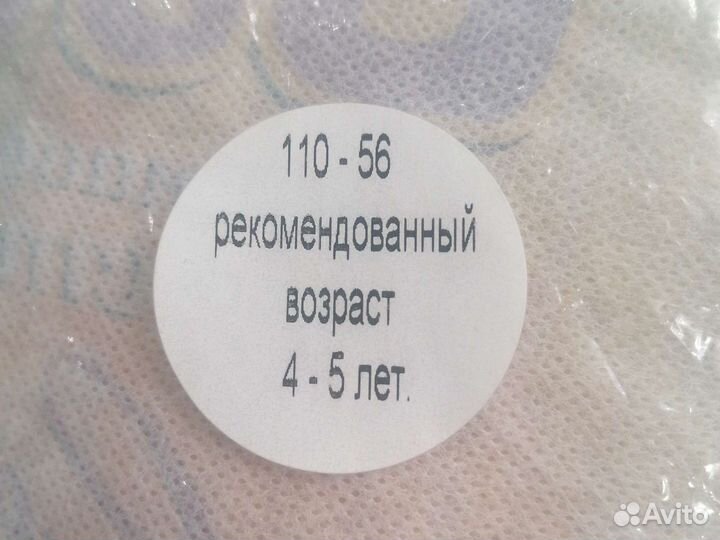 110 - 56
рекомендованный
возраст
4 - 5 лет.
Avito